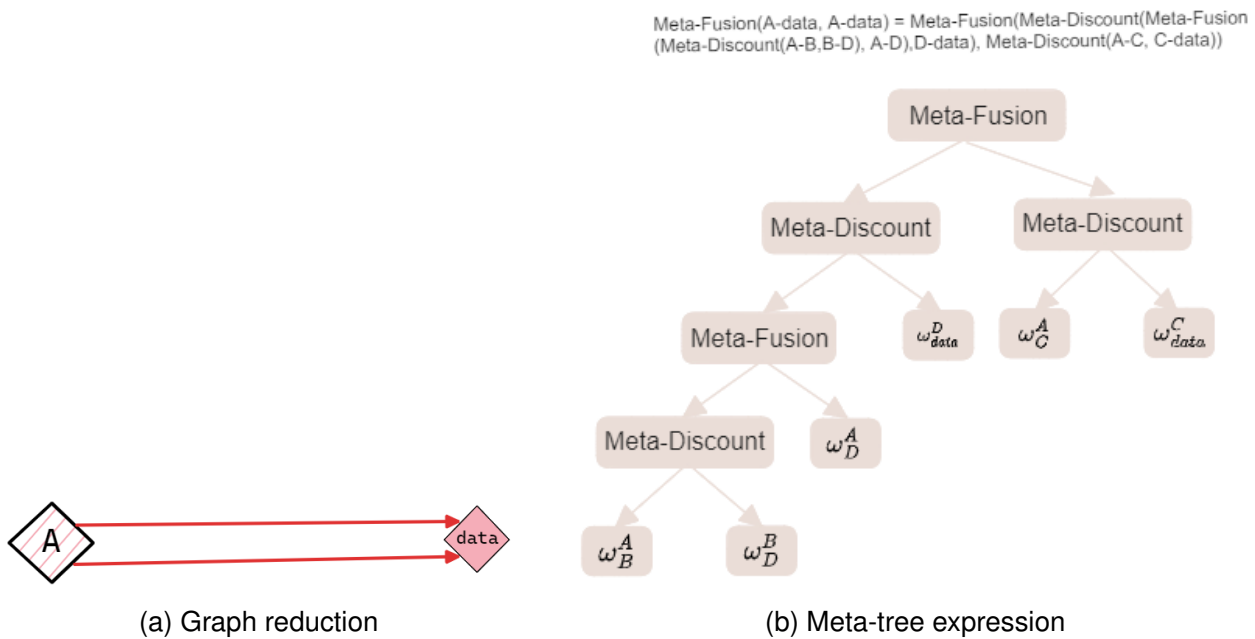 Meta-Fusion(A-data, A-data) = Meta-Fusion(Meta-Discount(Meta-Fusion
(Meta-Discount(A-B,B-D), A-D),D-data), Meta-Discount(A-C, C-data))
Meta-Fusion
Meta-Discount
Meta-Discount
Meta-Fusion
ω^D_data
ω^A_C
ω^C_data
Meta-Discount
ω^A_D
A
data
ω^A_B
ω^B_D
(a) Graph reduction
(b) Meta-tree expression